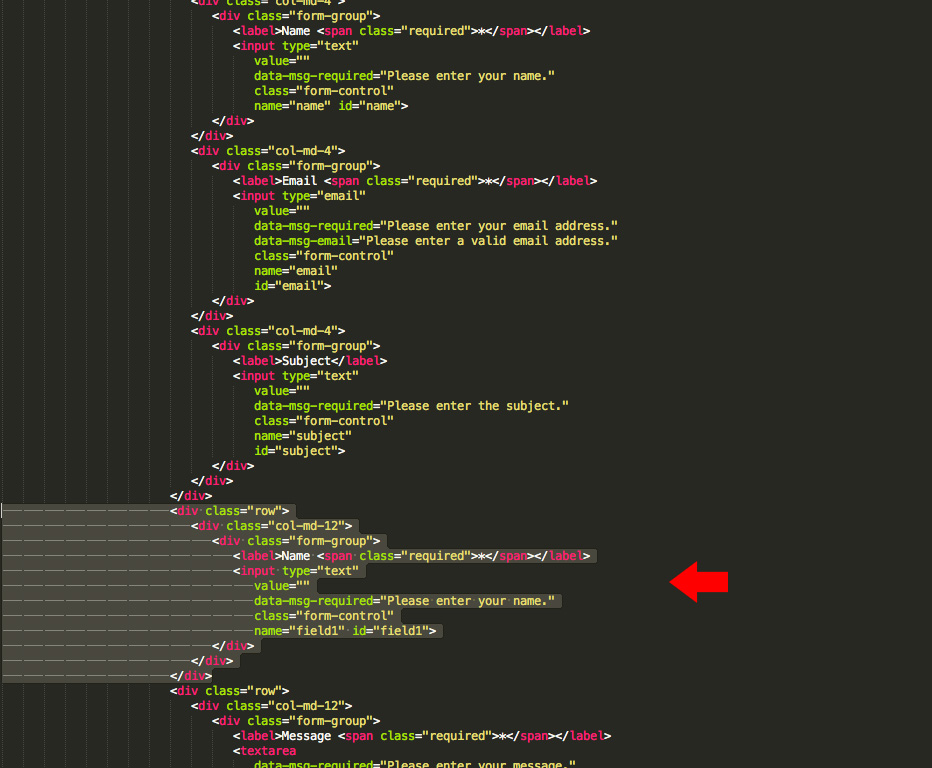 <div class="col-md-4">
<div class="form-group">
<label>Name <span class="required">*</span></label>
<input type="text"
value=""
data-msg-required="Please enter your name."
class="form-control"
name="name" id="name">
</div>
</div>
<div class="col-md-4">
<div class="form-group">
<label>Email <span class="required">*</span></label>
<input type="email"
value=""
data-msg-required="Please enter your email address."
data-msg-email="Please enter a valid email address."
class="form-control"
name="email"
id="email">
</div>
</div>
<div class="col-md-4">
<div class="form-group">
<label>Subject</label>
<input type="text"
value=""
data-msg-required="Please enter the subject."
class="form-control"
name="subject"
id="subject">
</div>
</div>
</div>
<div class="row">
<div class="col-md-12">
<div class="form-group">
<label>Name <span class="required">*</span></label>
<input type="text"
value=""
data-msg-required="Please enter your name."
class="form-control"
name="field1" id="field1">
</div>
</div>
</div>
<div class="row">
<div class="col-md-12">
<div class="form-group">
<label>Message <span class="required">*</span></label>
<textarea
data-msg-required="Please enter your message."